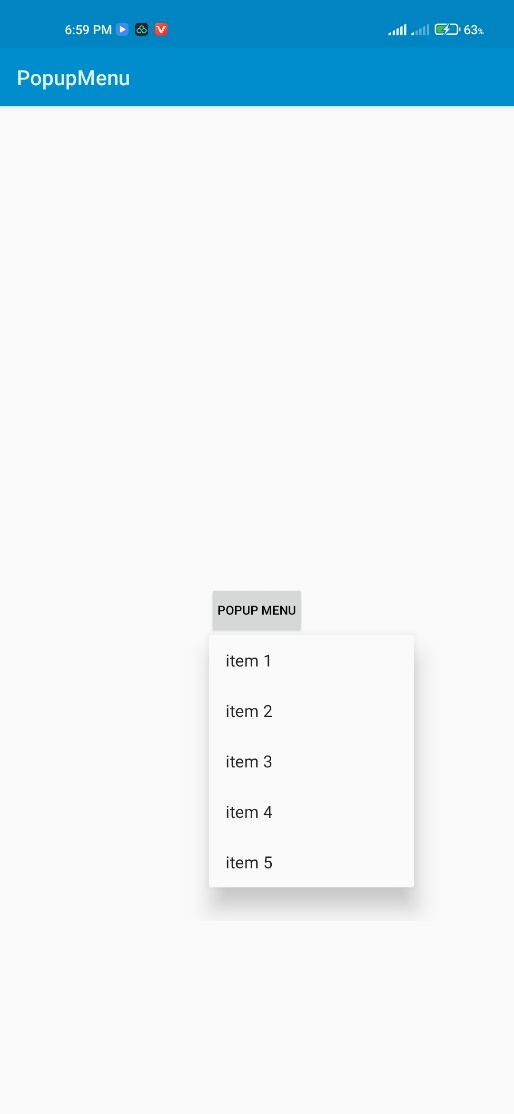 6:59 PM 63%
PopupMenu
POPUP MENU
item 1
item 2
item 3
item 4
item 5